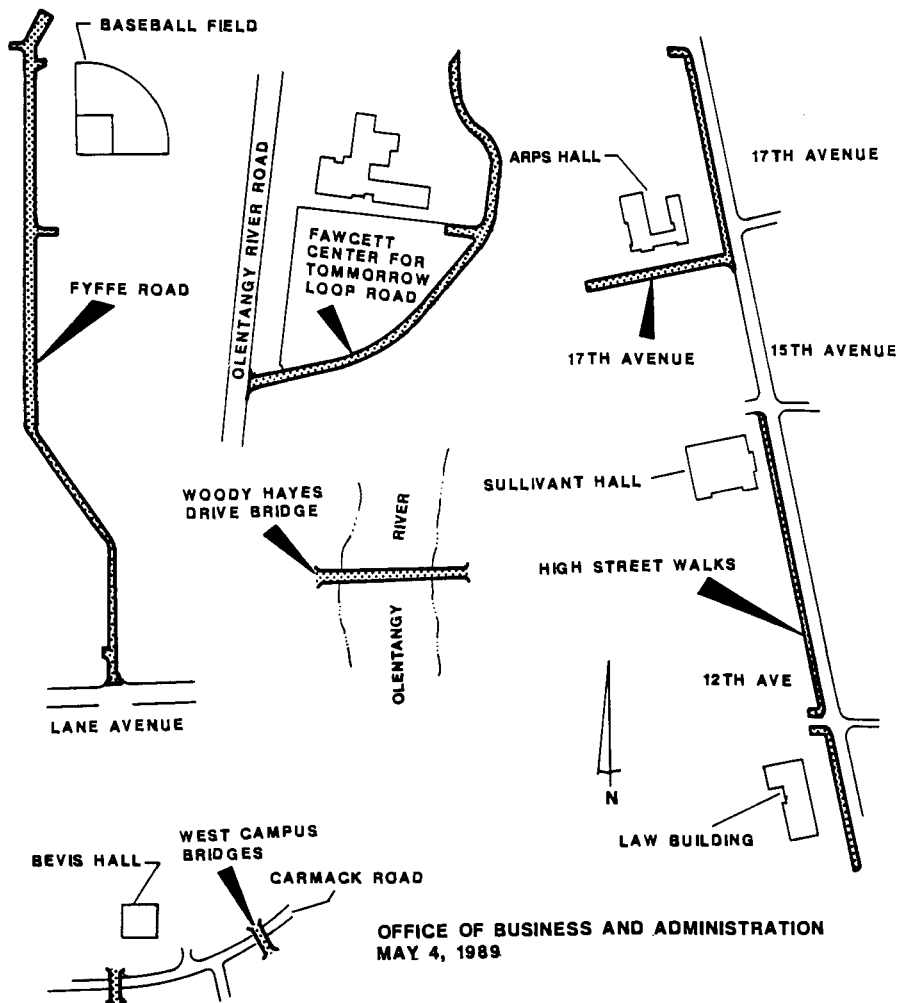 BASEBALL FIELD
ARPS HALL
17TH AVENUE
OLENTANGY RIVER ROAD
FAWCETT
CENTER FOR
TOMMORROW
LOOP ROAD
FYFFE ROAD
17TH AVENUE
15TH AVENUE
SULLIVANT HALL
WOODY HAYES
DRIVE BRIDGE
RIVER
OLENTANGY
HIGH STREET WALKS
12TH AVE
LANE AVENUE
N
LAW BUILDING
BEVIS HALL
WEST CAMPUS
BRIDGES
CARMACK ROAD
OFFICE OF BUSINESS AND ADMINISTRATION
MAY 4, 1989